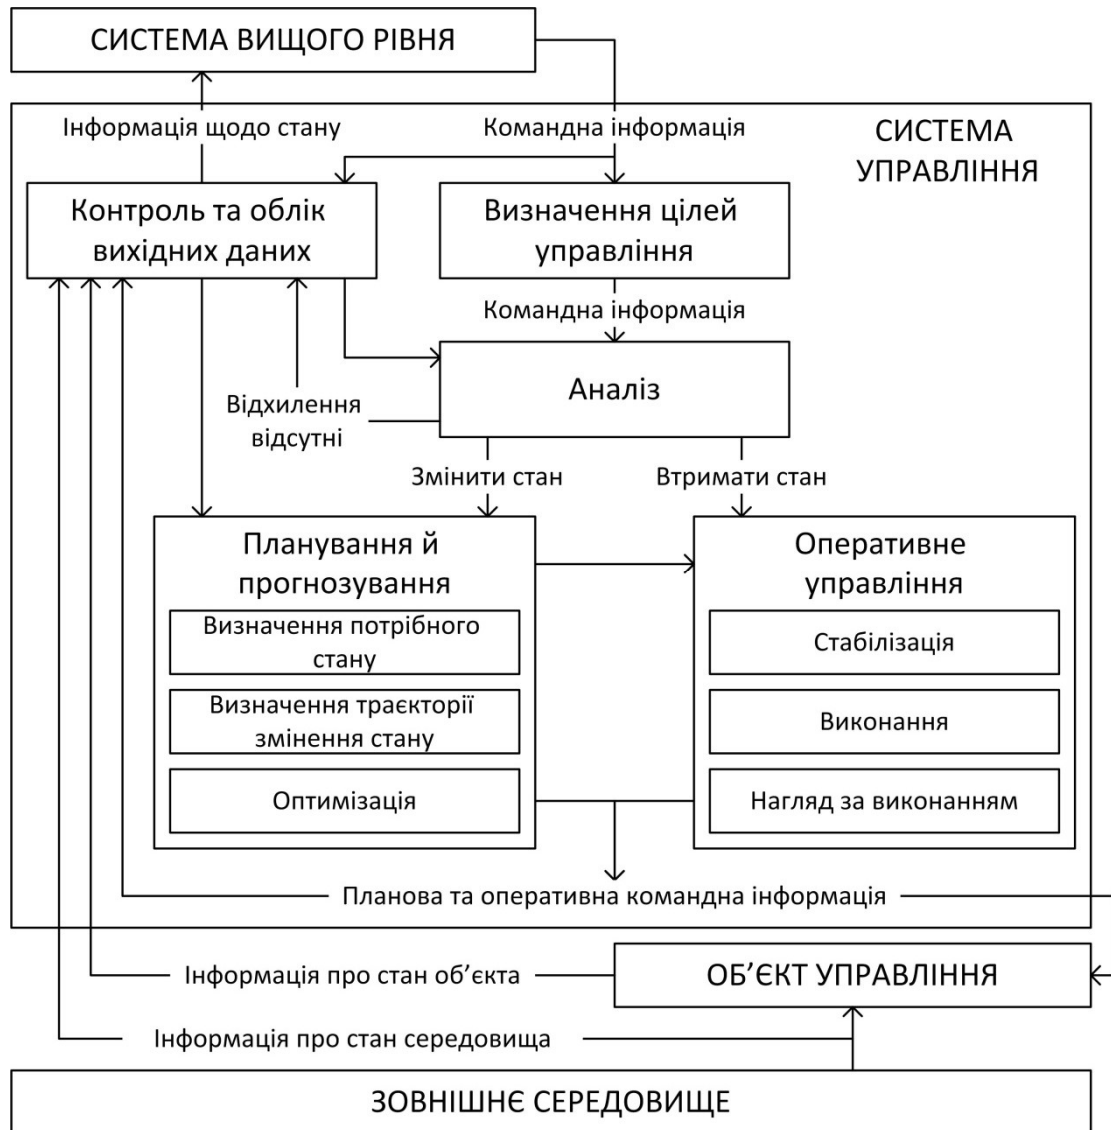 СИСТЕМА ВИЩОГО РІВНЯ
Інформація щодо стану
Командна інформація
СИСТЕМА
УПРАВЛІННЯ
Контроль та облік
вихідних даних
Визначення цілей
управління
Командна інформація
Аналіз
Відхилення
відсутні
Змінити стан
Втримати стан
Планування й
прогнозування
Визначення потрібного
стану
Визначення траєкторії
змінення стану
Оптимізація
Оперативне
управління
Стабілізація
Виконання
Нагляд за виконанням
Планова та оперативна командна інформація
Інформація про стан об’єкта
ОБ’ЄКТ УПРАВЛІННЯ
Інформація про стан середовища
ЗОВНІШНЄ СЕРЕДОВИЩЕ